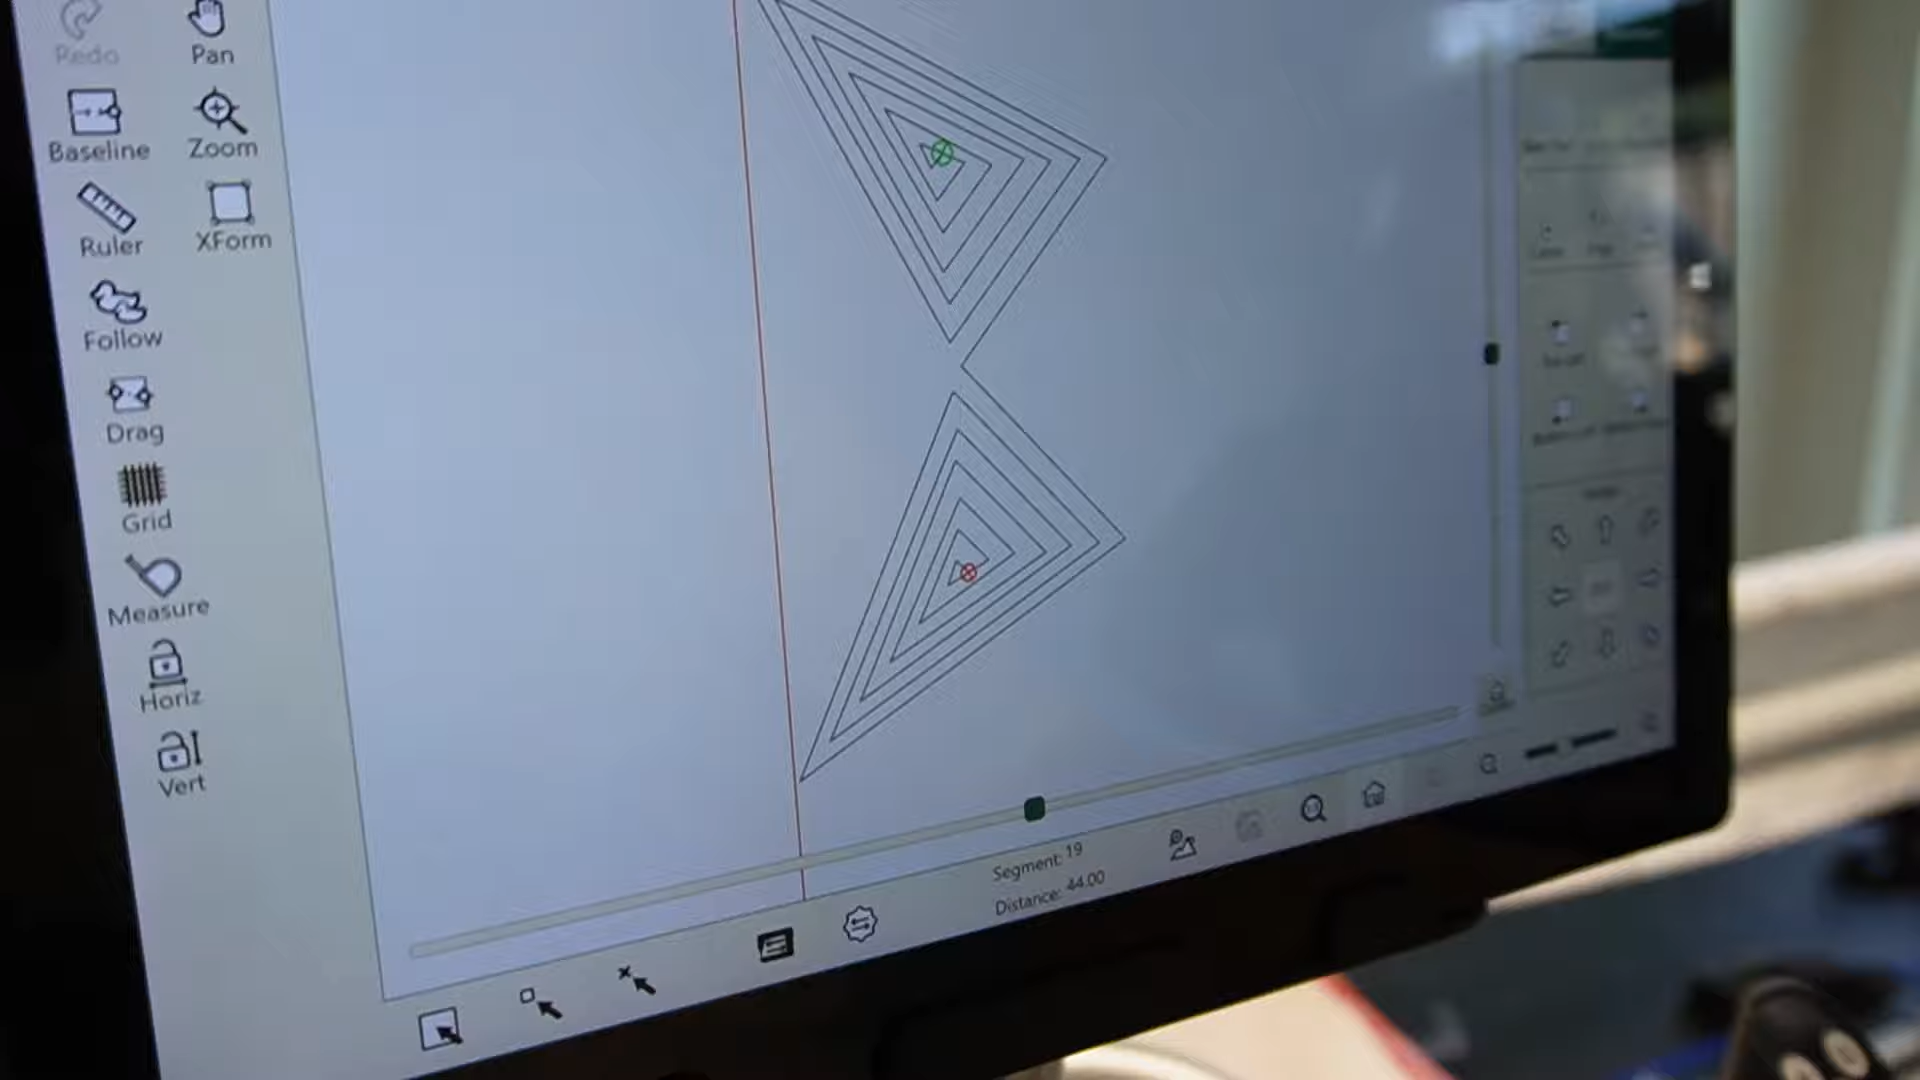 Redo
Pan
Baseline
Zoom
Ruler
XForm
Follow
Drag
Grid
Measure
Horiz
Vert
Segment: 19
Distance: 44.00